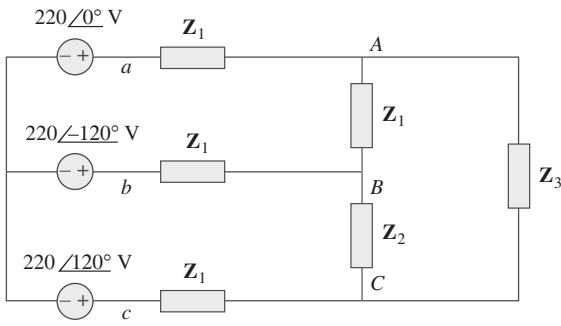 220∠0° V
Z₁
A
a
Z₁
220∠–120° V
Z₁
Z₃
b
B
Z₂
220∠120° V
Z₁
C
c